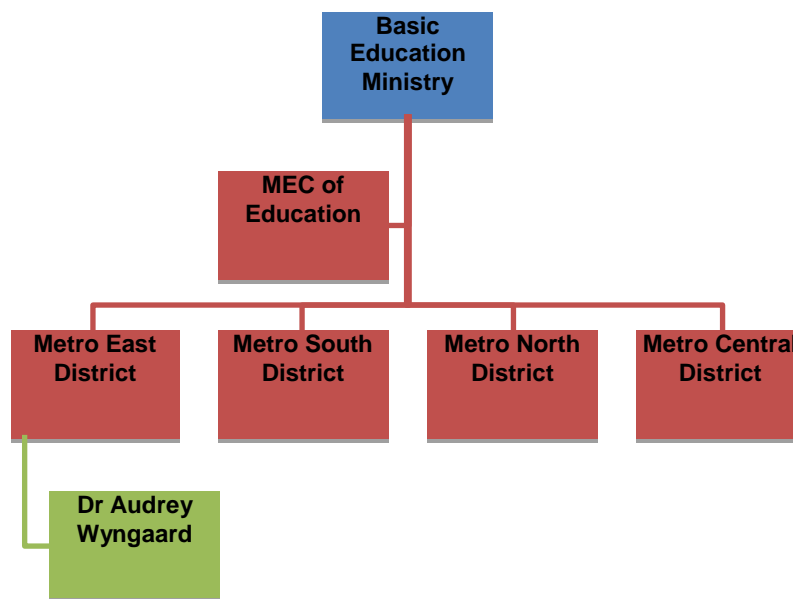 Basic
Education
Ministry
MEC of
Education
Metro East
District
Metro South
District
Metro North
District
Metro Central
District
Dr Audrey
Wyngaard